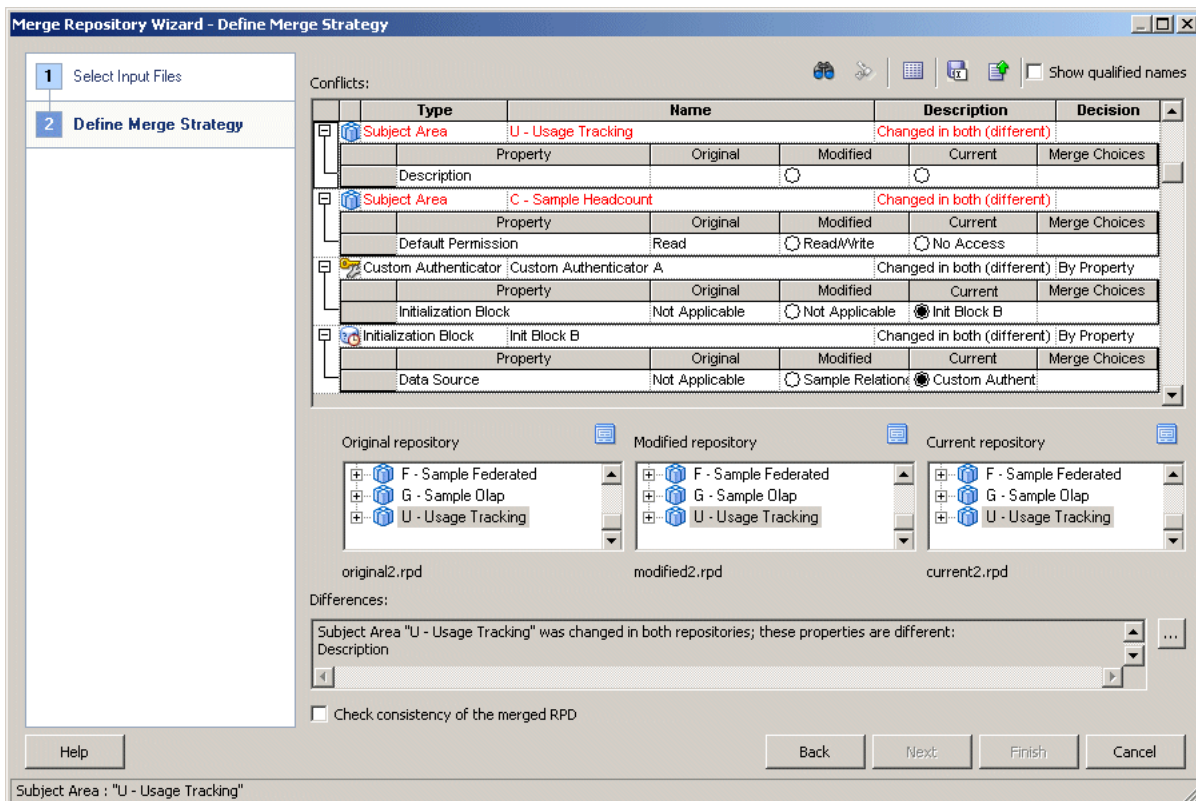 Merge Repository Wizard - Define Merge Strategy
1 Select Input Files
2 Define Merge Strategy
Conflicts:
Show qualified names
Type Name Description Decision
Subject Area U - Usage Tracking Changed in both (different)
Property Original Modified Current Merge Choices
Description
Subject Area C - Sample Headcount Changed in both (different)
Property Original Modified Current Merge Choices
Default Permission Read Read/Write No Access
Custom Authenticator Custom Authenticator A Changed in both (different) By Property
Property Original Modified Current Merge Choices
Initialization Block Not Applicable Not Applicable Init Block B
Initialization Block Init Block B Changed in both (different) By Property
Property Original Modified Current Merge Choices
Data Source Not Applicable Sample Relation Custom Authent
Original repository Modified repository Current repository
F - Sample Federated F - Sample Federated F - Sample Federated
G - Sample Olap G - Sample Olap G - Sample Olap
U - Usage Tracking U - Usage Tracking U - Usage Tracking
original2.rpd modified2.rpd current2.rpd
Differences:
Subject Area "U - Usage Tracking" was changed in both repositories; these properties are different:
Description
...
Check consistency of the merged RPD
Help Back Next Finish Cancel
Subject Area : "U - Usage Tracking"